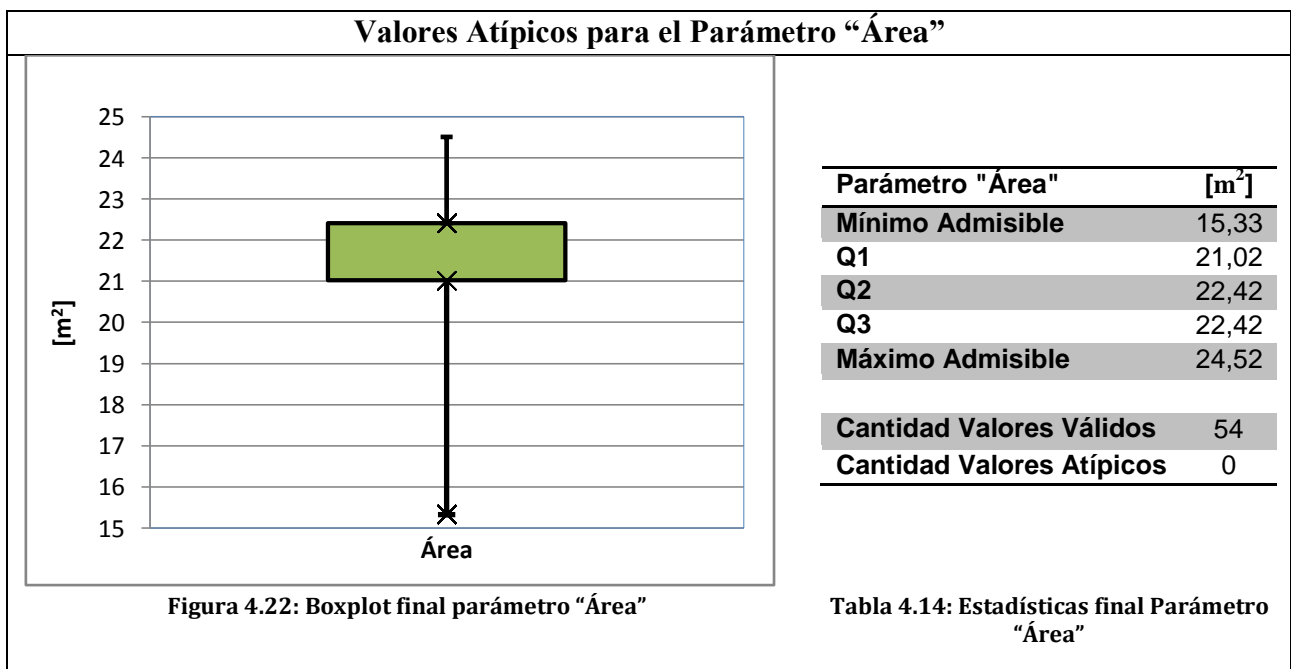 Valores Atípicos para el Parámetro “Área”
25
24
23
22
21
20
19
18
17
16
15
[m²]
Área
Figura 4.22: Boxplot final parámetro “Área”
Parámetro "Área" [m²]
Mínimo Admisible 15,33
Q1 21,02
Q2 22,42
Q3 22,42
Máximo Admisible 24,52
Cantidad Valores Válidos 54
Cantidad Valores Atípicos 0
Tabla 4.14: Estadísticas final Parámetro
“Área”